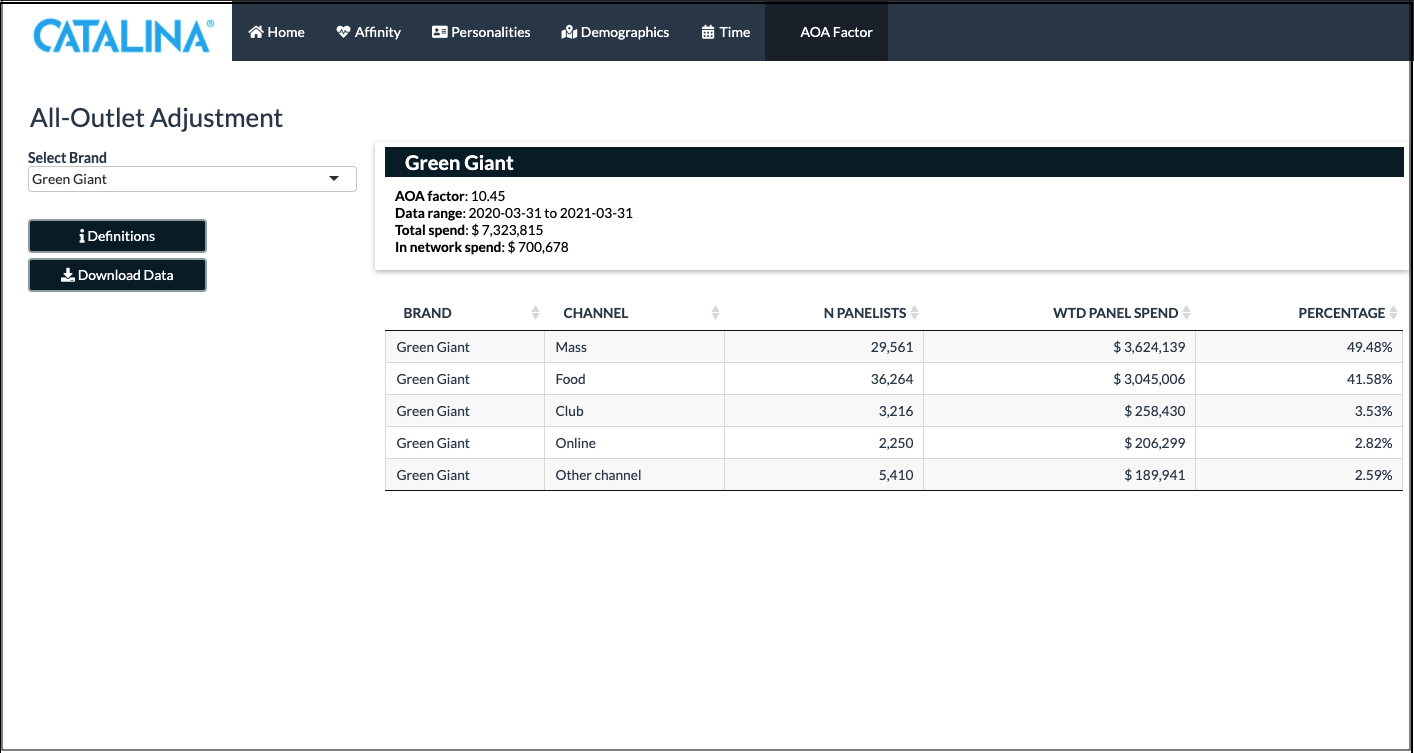 CATALINA® Home Affinity Personalities Demographics Time AOA Factor
All-Outlet Adjustment
Select Brand
Green Giant
Definitions
Download Data
Green Giant
AOA factor: 10.45
Data range: 2020-03-31 to 2021-03-31
Total spend: $ 7,323,815
In network spend: $ 700,678
BRAND CHANNEL N PANELISTS WTD PANEL SPEND PERCENTAGE
Green Giant Mass 29,561 $ 3,624,139 49.48%
Green Giant Food 36,264 $ 3,045,006 41.58%
Green Giant Club 3,216 $ 258,430 3.53%
Green Giant Online 2,250 $ 206,299 2.82%
Green Giant Other channel 5,410 $ 189,941 2.59%